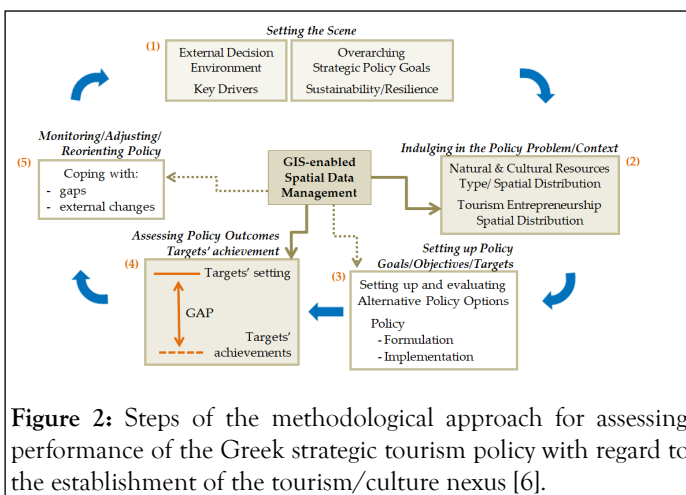 Setting the Scene
(1)
External Decision
Environment
Key Drivers
Overarching
Strategic Policy Goals
Sustainability/Resilience
Indulging in the Policy Problem/Context
(2)
Natural & Cultural Resources
Type/ Spatial Distribution
Tourism Entrepreneurship
Spatial Distribution
Setting up Policy
Goals/Objectives/Targets
(3)
Setting up and evaluating
Alternative Policy Options
Policy
- Formulation
- Implementation
Assessing Policy Outcomes
Targets' achievement
(4)
Targets' setting
GAP
Targets'
achievements
Monitoring/Adjusting/
Reorienting Policy
(5)
Coping with:
- gaps
- external changes
GIS-enabled
Spatial Data
Management
Figure 2: Steps of the methodological approach for assessing
performance of the Greek strategic tourism policy with regard to
the establishment of the tourism/culture nexus [6].